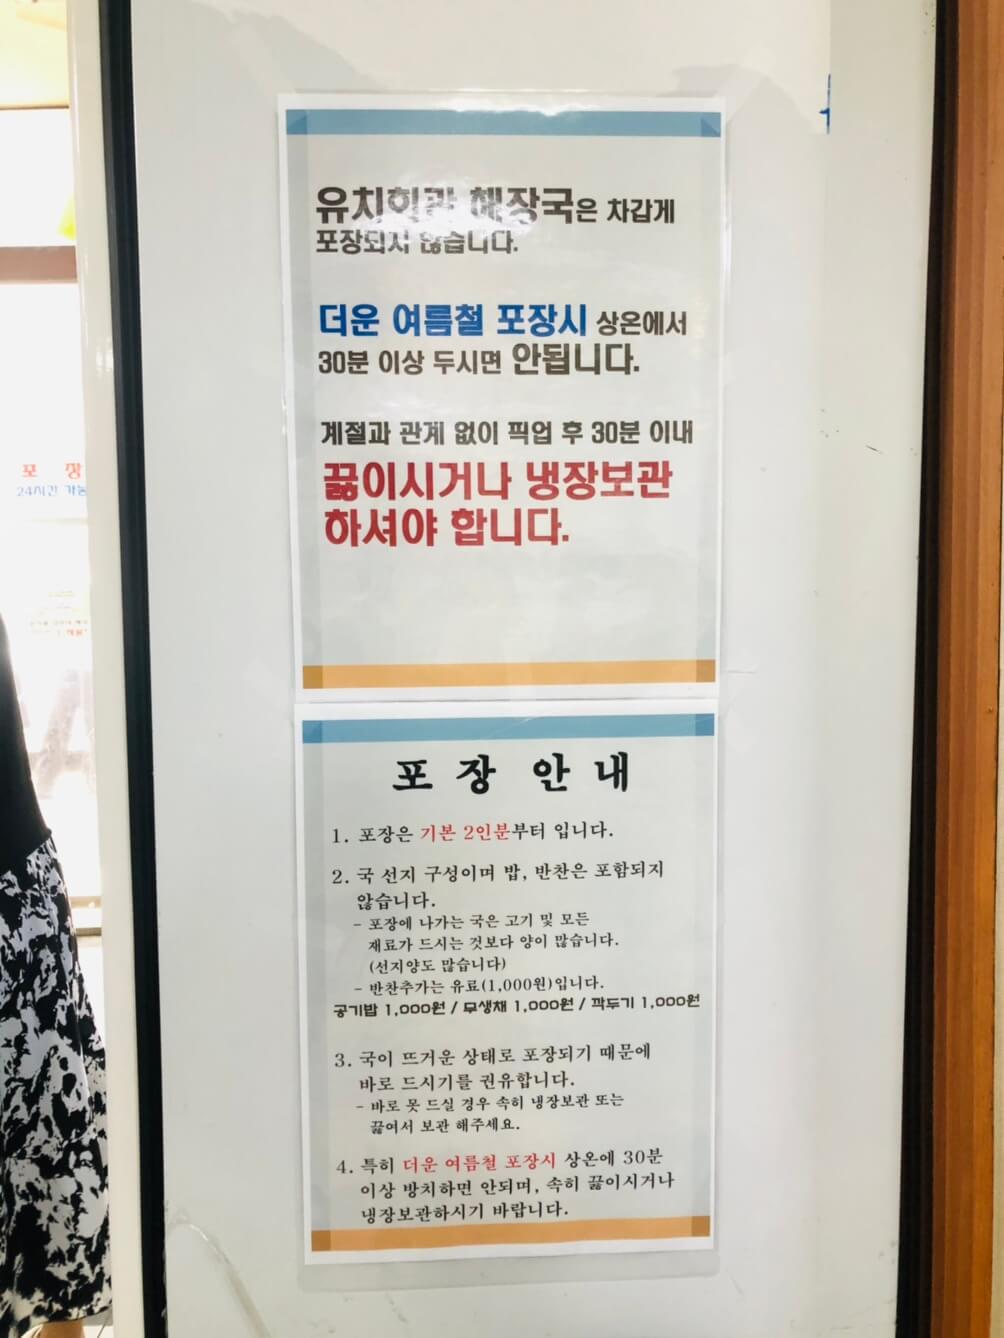 유치회관 해장국은 차갑게
포장되지 않습니다.
더운 여름철 포장시 상온에서
30분 이상 두시면 안됩니다.
계절과 관계 없이 픽업 후 30분 이내
끓이시거나 냉장보관
하셔야 합니다.
포 장
24시간 가능
포 장 안 내
1. 포장은 기본 2인분부터 입니다.
2. 국 선지 구성이며 밥, 반찬은 포함되지
않습니다.
- 포장에 나가는 국은 고기 및 모든
재료가 드시는 것보다 양이 많습니다.
(선지양도 많습니다)
- 반찬추가는 유료(1,000원)입니다.
공기밥 1,000원 / 무생채 1,000원 / 깍두기 1,000원
3. 국이 뜨거운 상태로 포장되기 때문에
바로 드시기를 권유합니다.
- 바로 못 드실 경우 속히 냉장보관 또는
끓여서 보관 해주세요.
4. 특히 더운 여름철 포장시 상온에 30분
이상 방치하면 안되며, 속히 끓이시거나
냉장보관하시기 바랍니다.